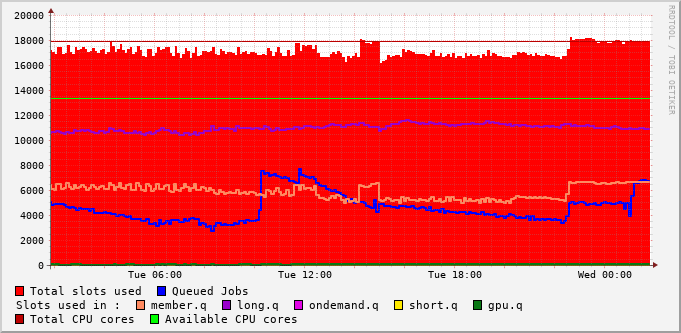 20000
18000
16000
14000
12000
10000
8000
6000
4000
2000
0
Tue 06:00 Tue 12:00 Tue 18:00 Wed 00:00
Total slots used Queued Jobs
Slots used in : member.q long.q ondemand.q short.q gpu.q
Total CPU cores Available CPU cores
RRDTOOL / TOBI OETIKER